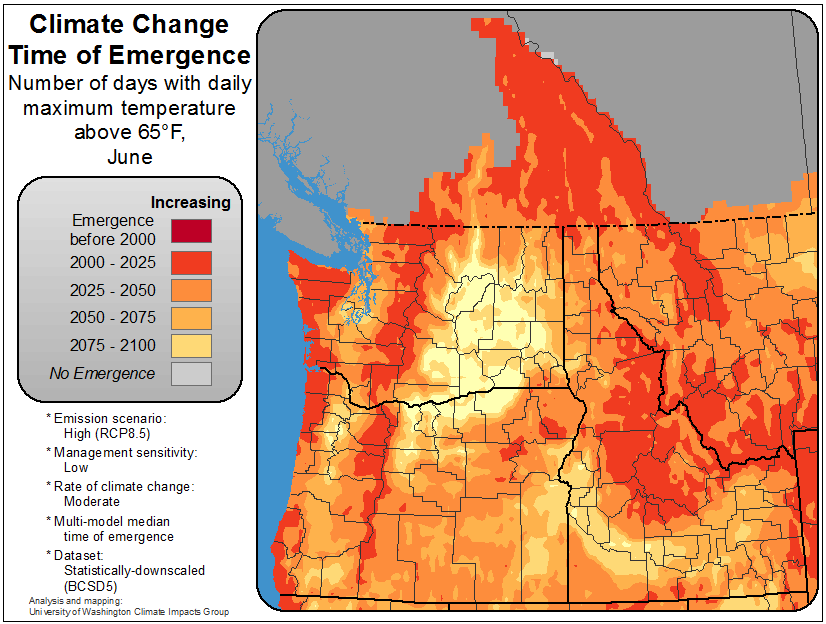 Climate Change
Time of Emergence
Number of days with daily
maximum temperature
above 65°F,
June
Increasing
Emergence
before 2000
2000 - 2025
2025 - 2050
2050 - 2075
2075 - 2100
No Emergence
* Emission scenario:
High (RCP8.5)
* Management sensitivity:
Low
* Rate of climate change:
Moderate
* Multi-model median
time of emergence
* Dataset:
Statistically-downscaled
(BCSD5)
Analysis and mapping:
University of Washington Climate Impacts Group